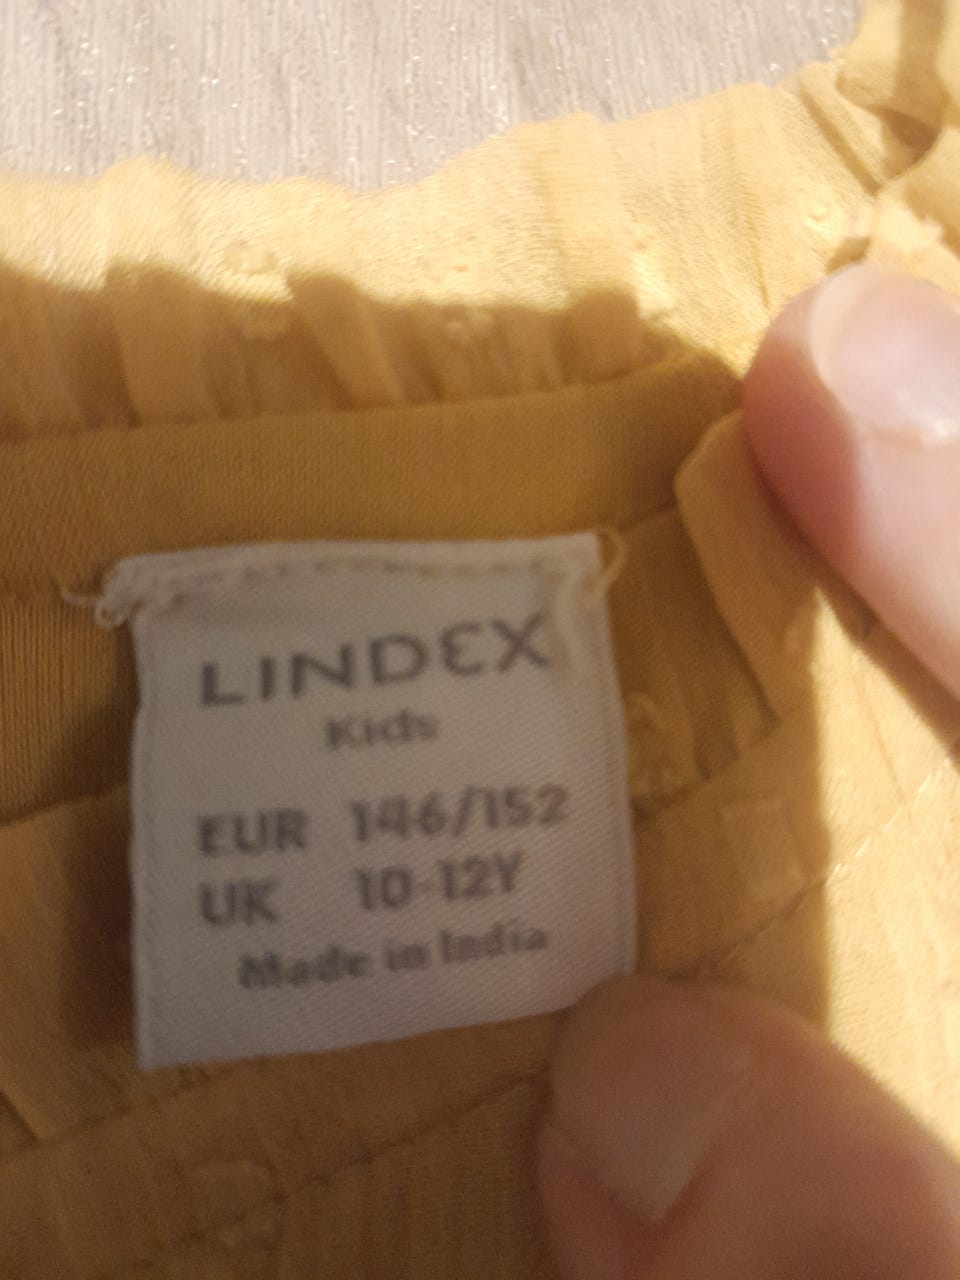 LINDEX
Kids
EUR 146/152
UK 10-12Y
Made in India